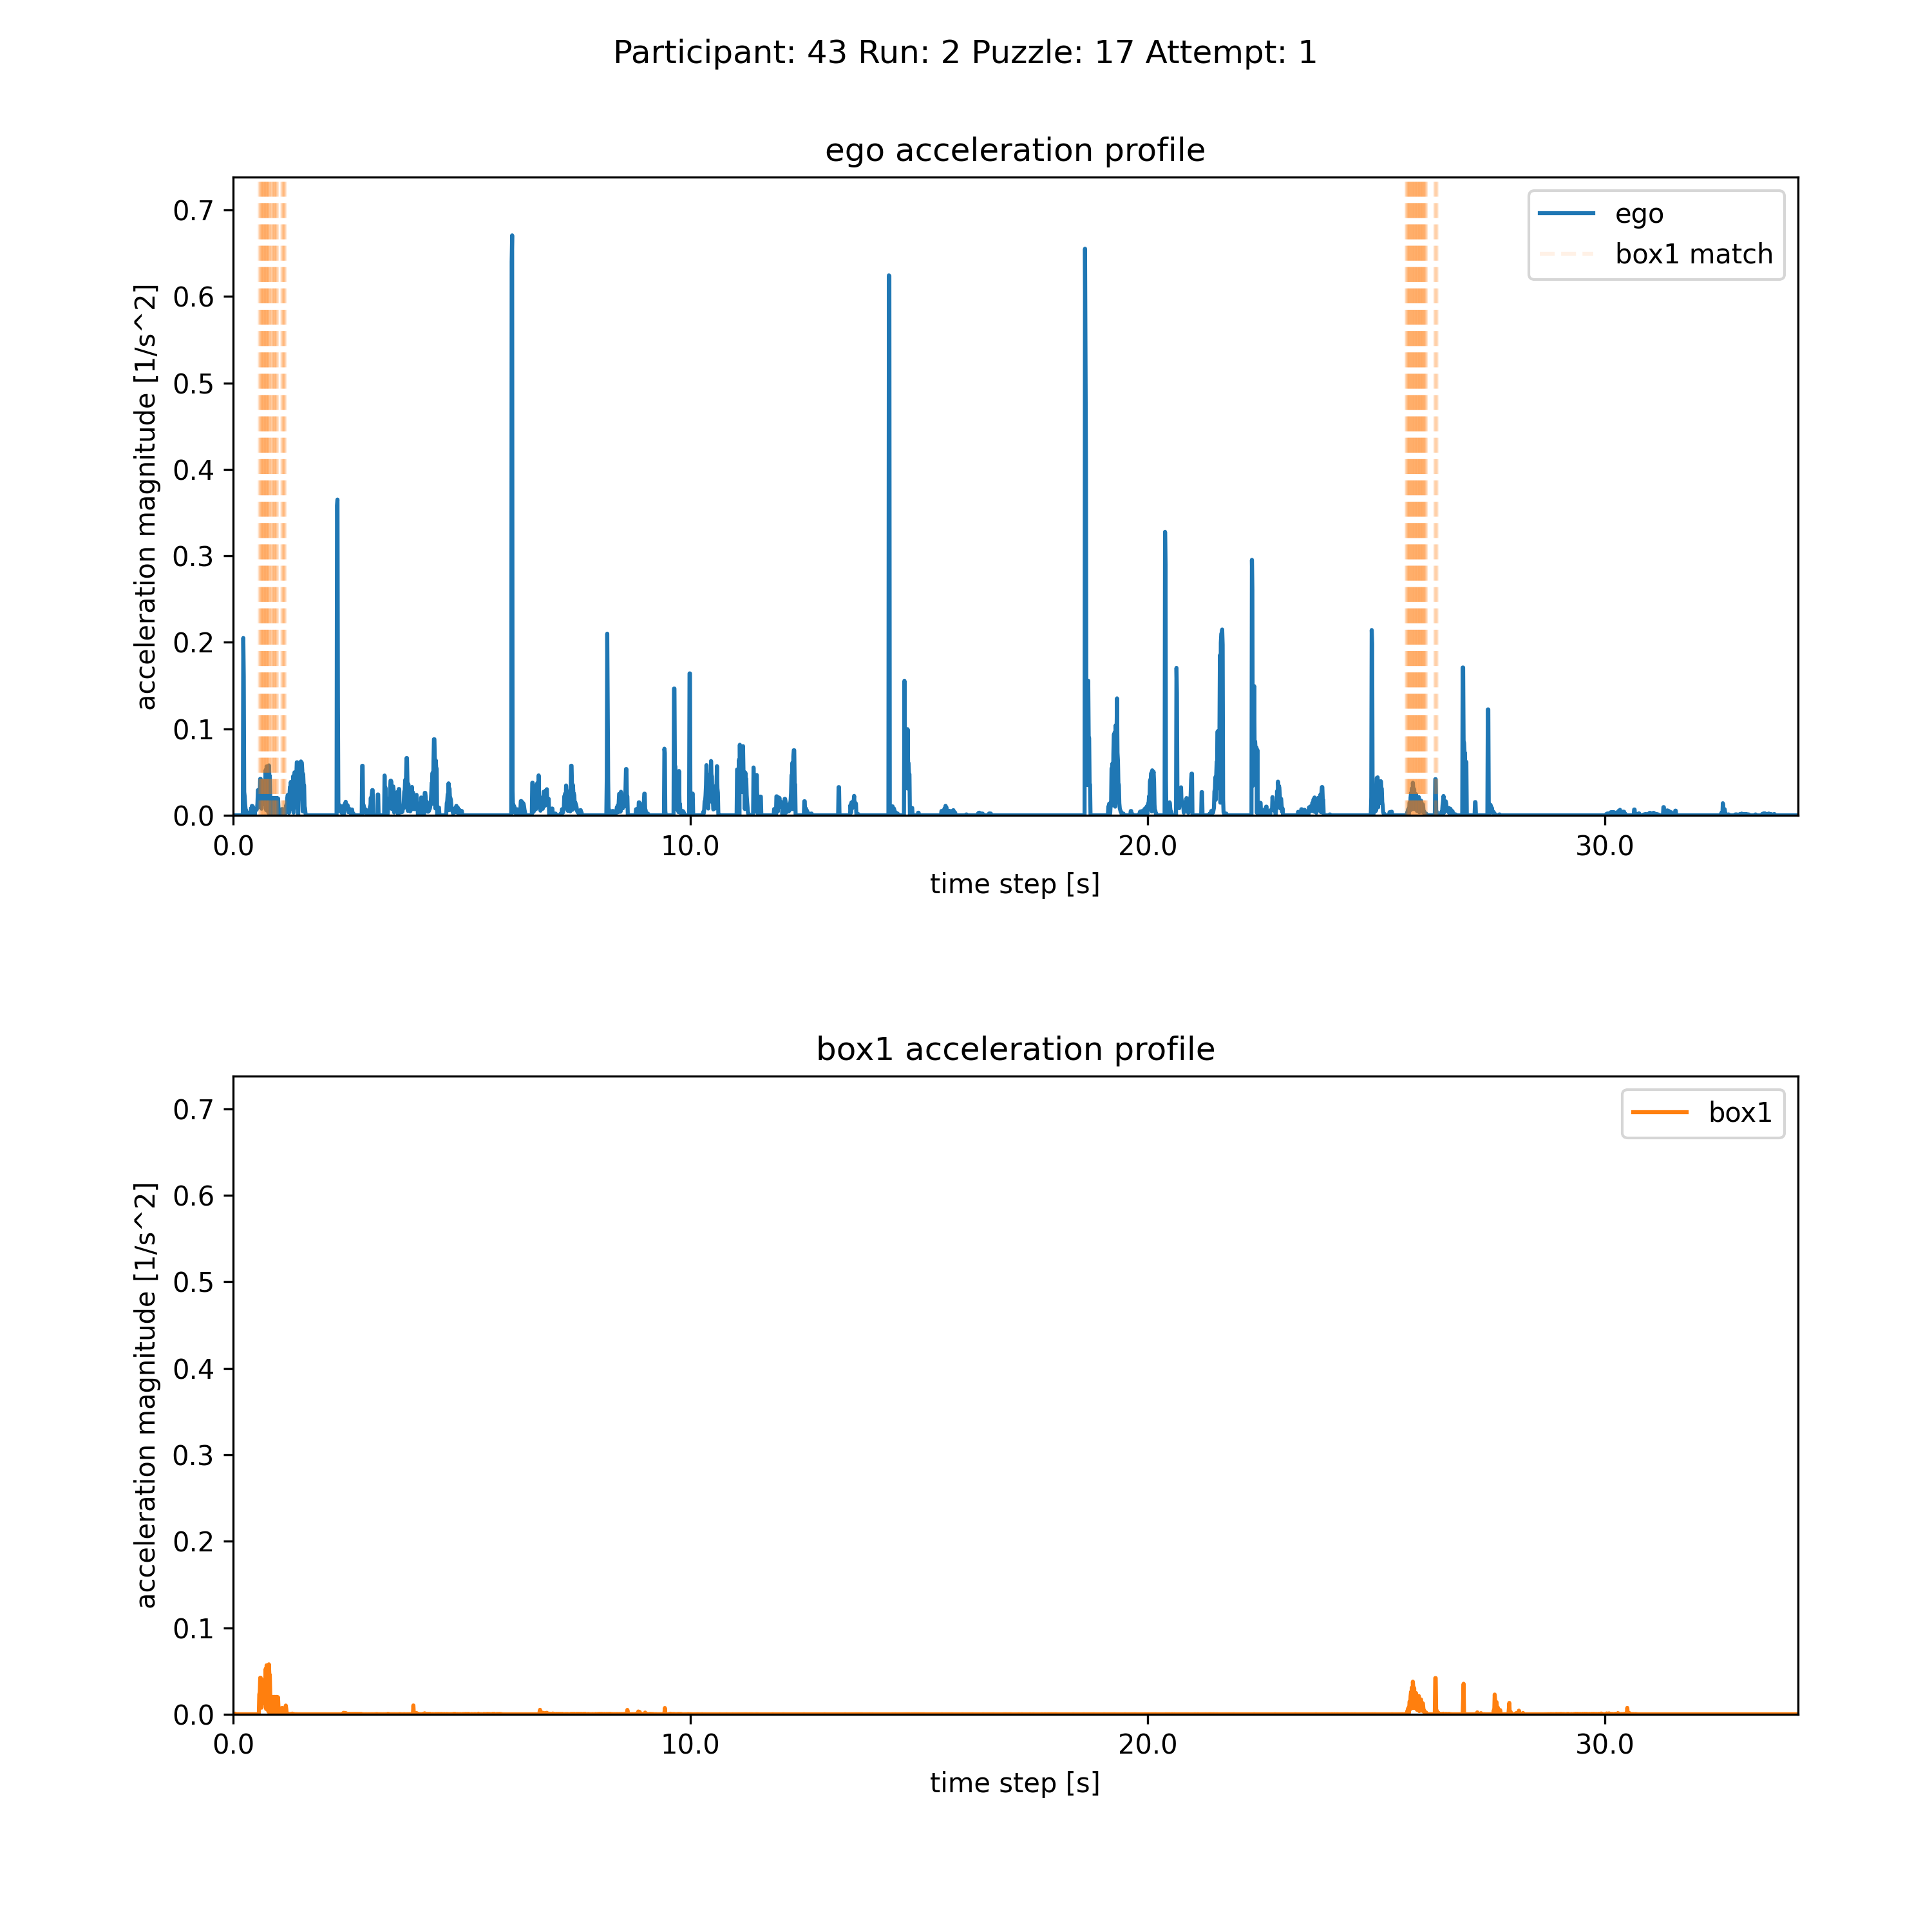 Participant: 43 Run: 2 Puzzle: 17 Attempt: 1
ego acceleration profile
acceleration magnitude [1/s^2]
0.7
0.6
0.5
0.4
0.3
0.2
0.1
0.0
ego
box1 match
0.0 10.0 20.0 30.0
time step [s]
box1 acceleration profile
acceleration magnitude [1/s^2]
0.7
0.6
0.5
0.4
0.3
0.2
0.1
0.0
box1
0.0 10.0 20.0 30.0
time step [s]